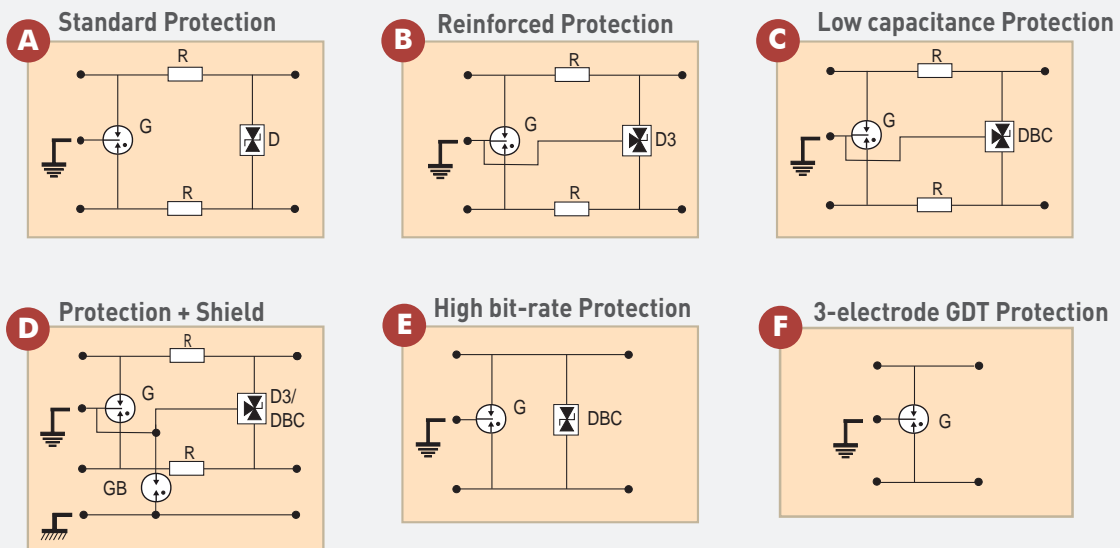 A Standard Protection
R
G
D
R
B Reinforced Protection
R
G
D3
R
C Low capacitance Protection
R
G
DBC
R
D Protection + Shield
R
G
D3/
DBC
R
GB
E High bit-rate Protection
G
DBC
F 3-electrode GDT Protection
G